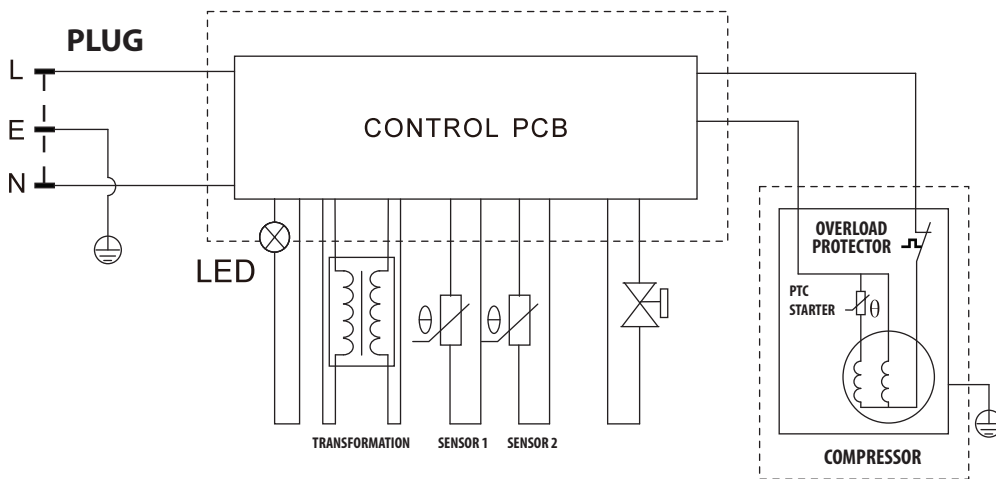 PLUG
L
E
N
CONTROL PCB
LED
θ
θ
TRANSFORMATION
SENSOR 1
SENSOR 2
OVERLOAD
PROTECTOR
PTC
STARTER
θ
COMPRESSOR